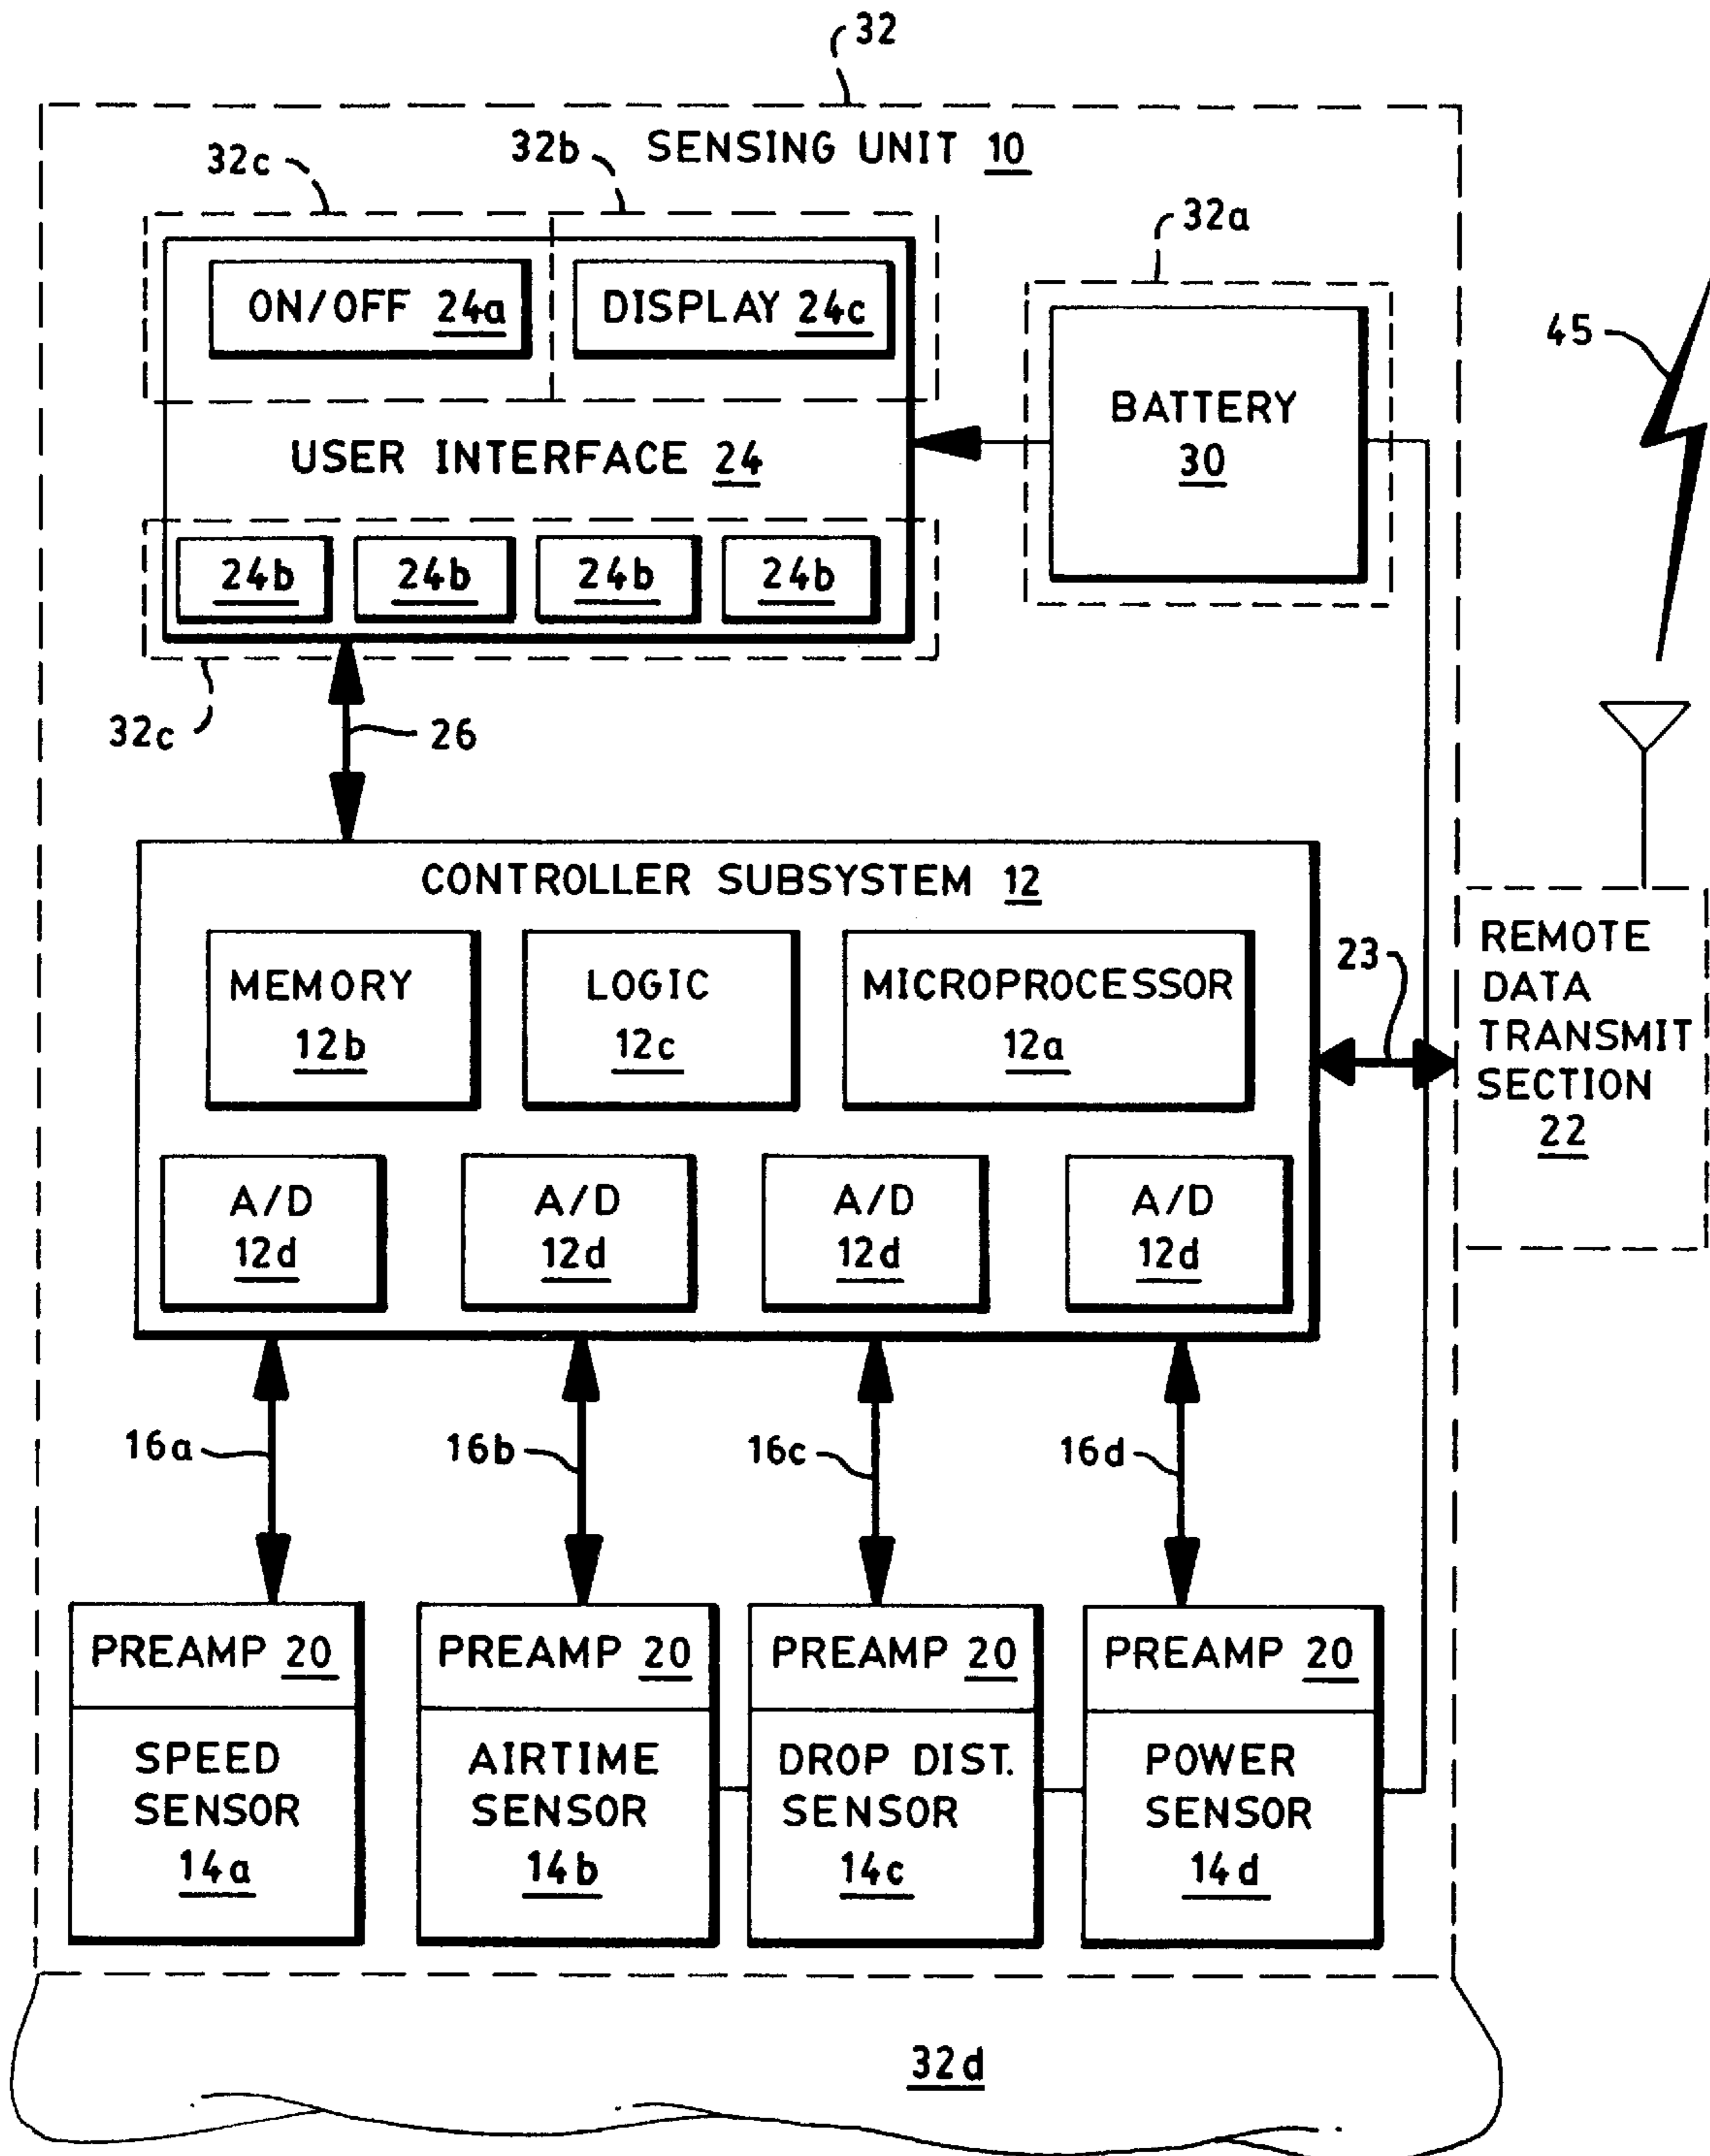 32
SENSING UNIT 10
32c
32b
32a
ON/OFF 24a
DISPLAY 24c
45
BATTERY
30
USER INTERFACE 24
24b 24b 24b 24b
32c
26
CONTROLLER SUBSYSTEM 12
MEMORY
12b
LOGIC
12c
MICROPROCESSOR
12a
23
REMOTE
DATA
TRANSMIT
SECTION
22
A/D
12d
A/D
12d
A/D
12d
A/D
12d
16a
16b
16c
16d
PREAMP 20
SPEED
SENSOR
14a
PREAMP 20
AIRTIME
SENSOR
14b
PREAMP 20
DROP DIST.
SENSOR
14c
PREAMP 20
POWER
SENSOR
14d
32d